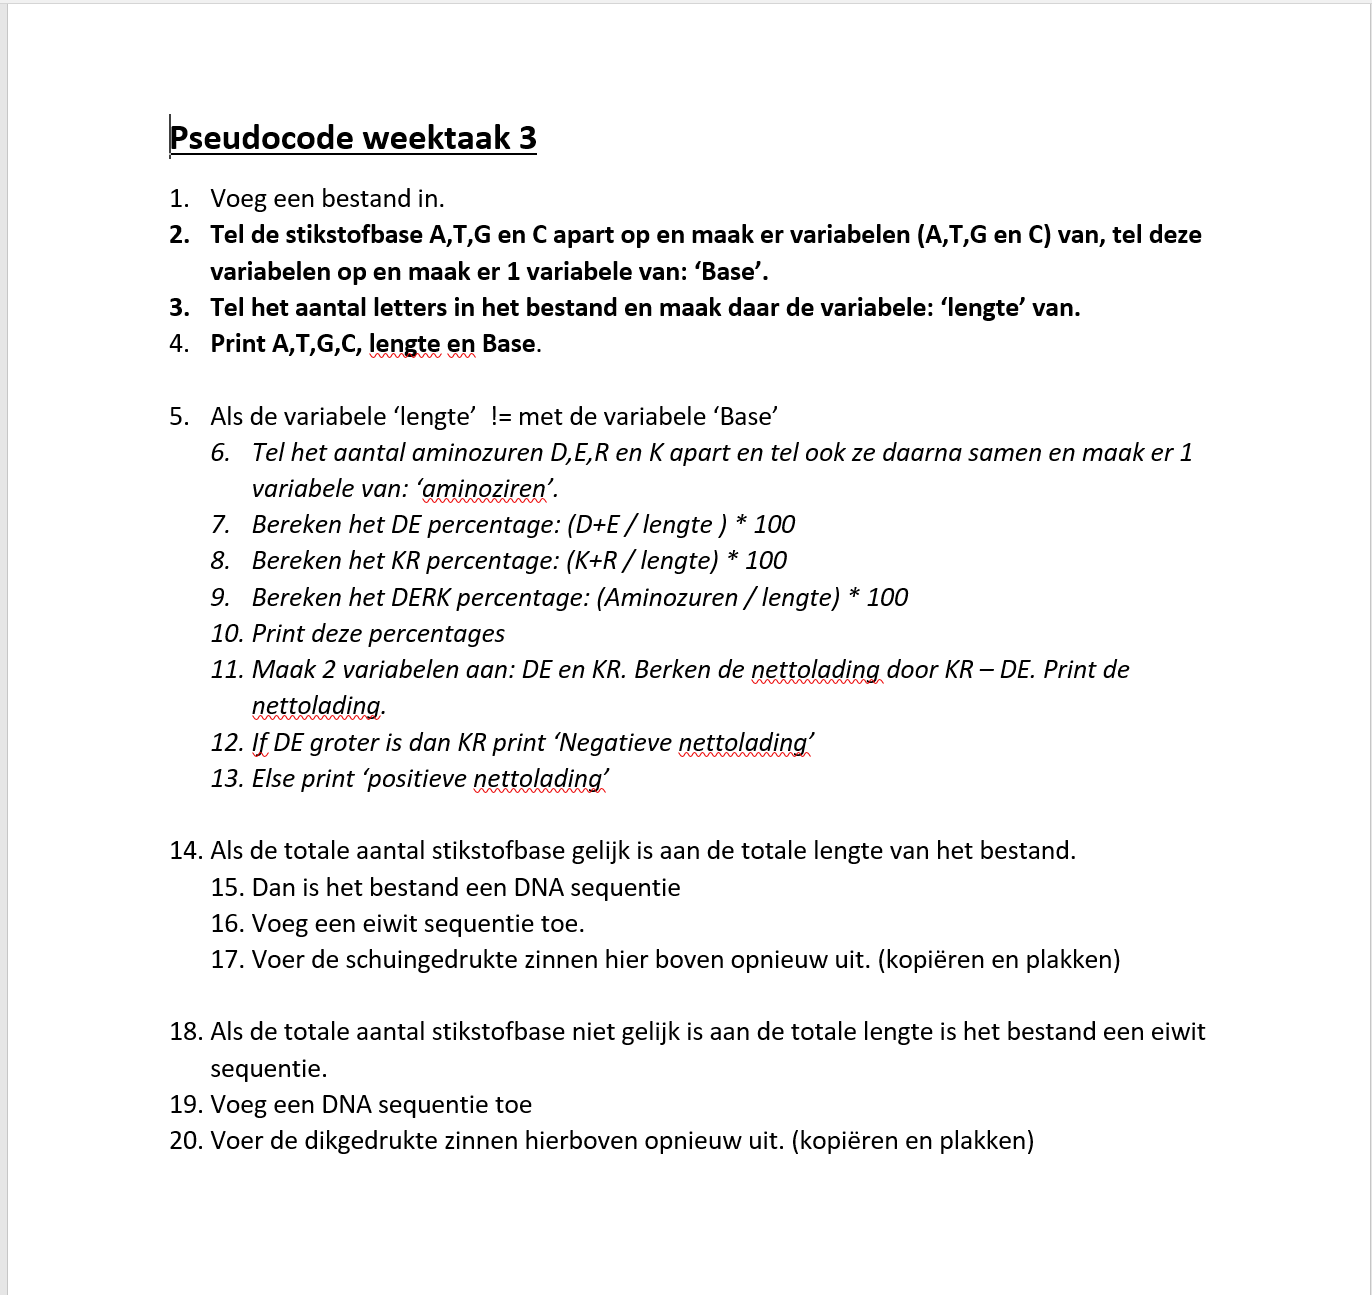 Pseudocode weektaak 3
1. Voeg een bestand in.
2. Tel de stikstofbase A,T,G en C apart op en maak er variabelen (A,T,G en C) van, tel deze
variabelen op en maak er 1 variabele van: ‘Base’.
3. Tel het aantal letters in het bestand en maak daar de variabele: ‘lengte’ van.
4. Print A,T,G,C, lengte en Base.
5. Als de variabele ‘lengte’ != met de variabele ‘Base’
6. Tel het aantal aminozuren D,E,R en K apart en tel ook ze daarna samen en maak er 1
variabele van: ‘aminoziren’.
7. Bereken het DE percentage: (D+E / lengte ) * 100
8. Bereken het KR percentage: (K+R / lengte) * 100
9. Bereken het DERK percentage: (Aminozuren / lengte) * 100
10. Print deze percentages
11. Maak 2 variabelen aan: DE en KR. Berken de nettolading door KR – DE. Print de
nettolading.
12. If DE groter is dan KR print ‘Negatieve nettolading’
13. Else print ‘positieve nettolading’
14. Als de totale aantal stikstofbase gelijk is aan de totale lengte van het bestand.
15. Dan is het bestand een DNA sequentie
16. Voeg een eiwit sequentie toe.
17. Voer de schuingedrukte zinnen hier boven opnieuw uit. (kopiëren en plakken)
18. Als de totale aantal stikstofbase niet gelijk is aan de totale lengte is het bestand een eiwit
sequentie.
19. Voeg een DNA sequentie toe
20. Voer de dikgedrukte zinnen hierboven opnieuw uit. (kopiëren en plakken)